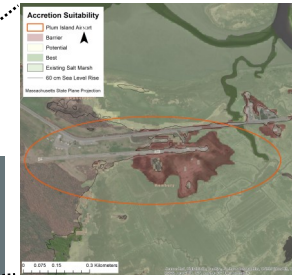 Accretion Suitability
Plum Island Airport
Barrier
Potential
Best
Existing Salt Marsh
60 cm Sea Level Rise
Massachusetts State Plane Projection
0 0.075 0.15 0.3 Kilometers